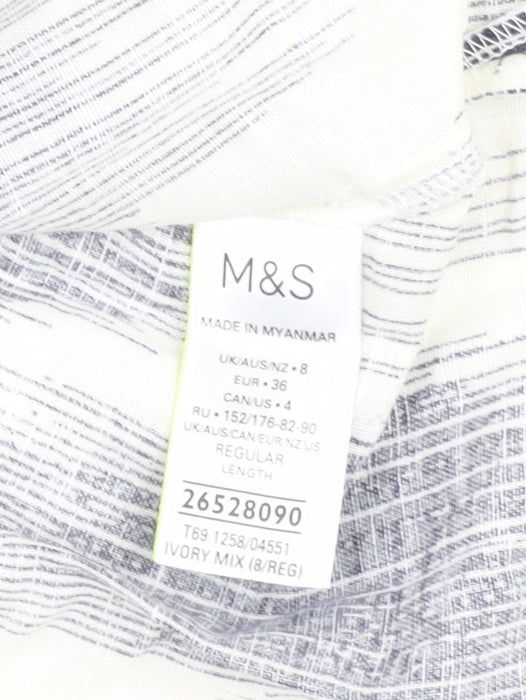 M&S
MADE IN MYANMAR
UK/AUS/NZ • 8
EUR • 36
CAN/US • 4
RU • 152/176-82-90
UK/AUS/CAN/EUR/NZ/US
REGULAR
LENGTH
26528090
T69 1258/04551
IVORY MIX (8/REG)